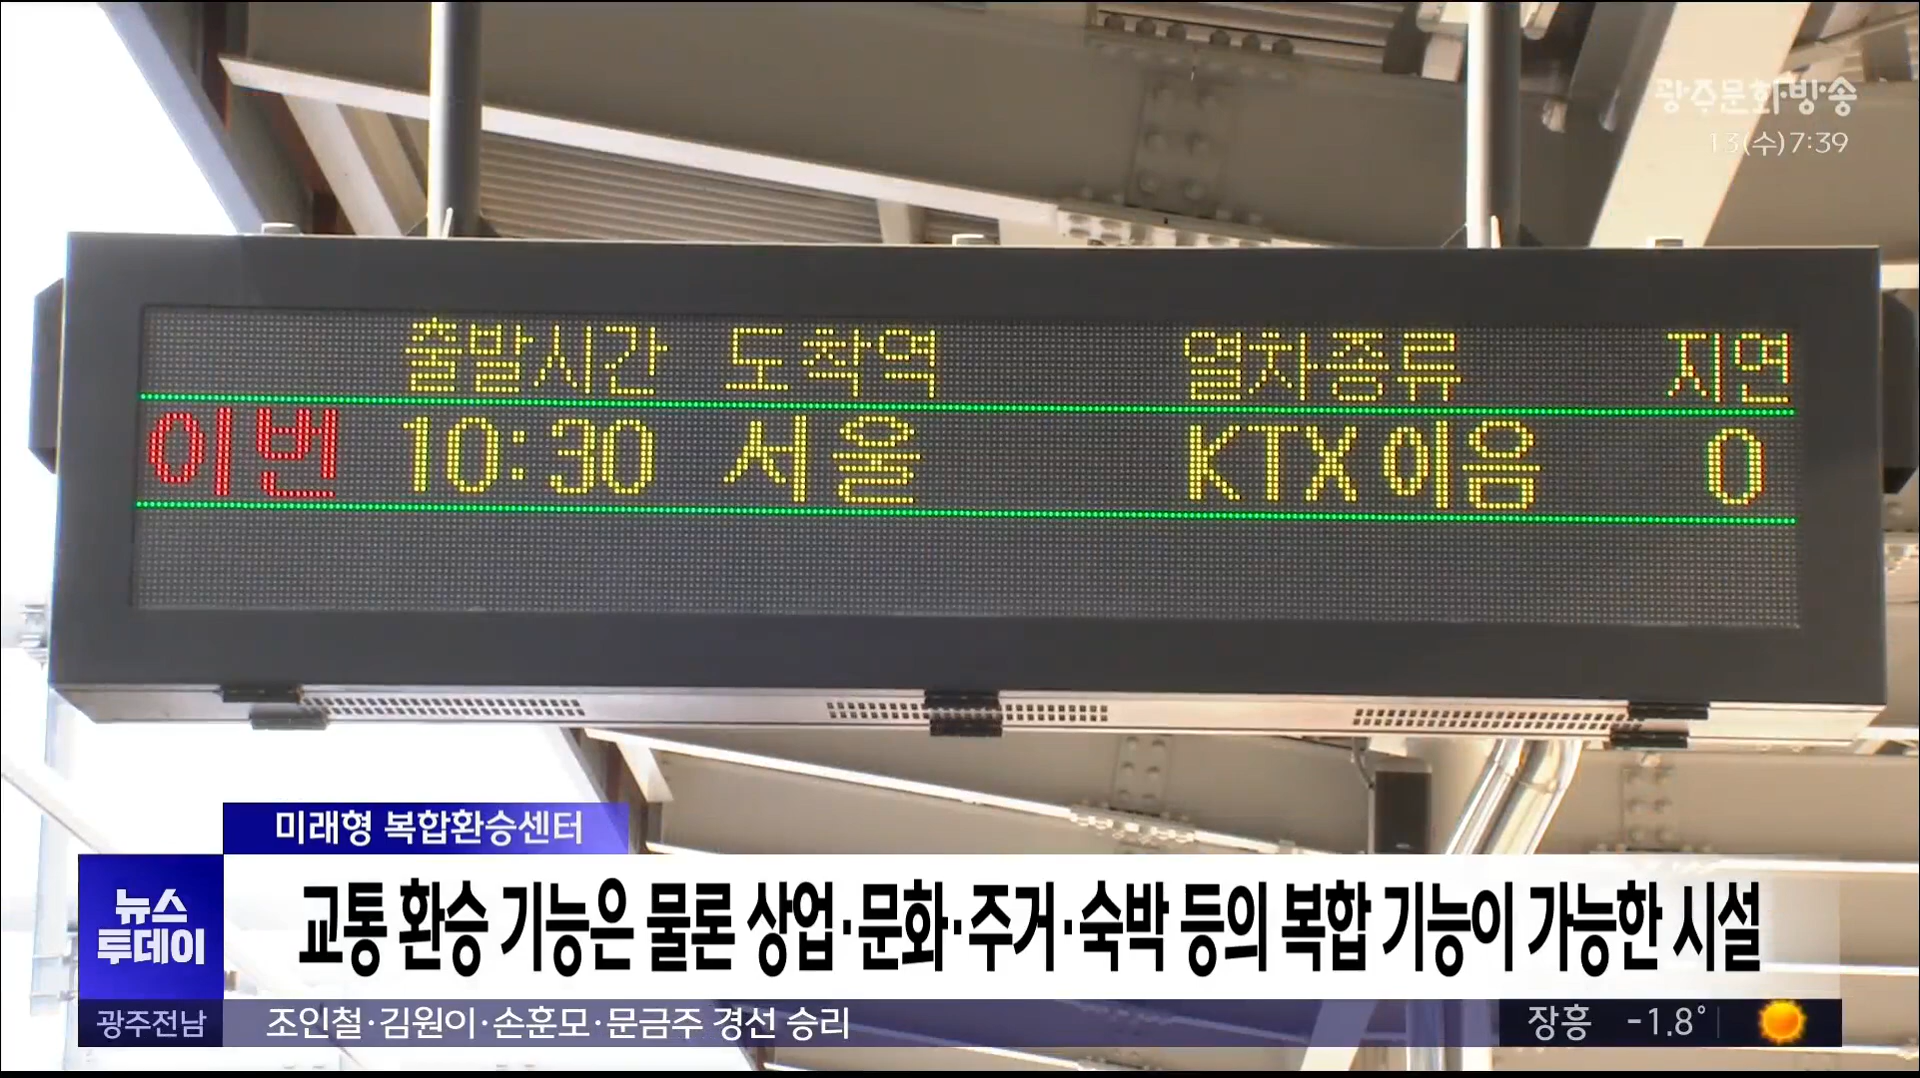 광주문화방송
13(수)7:39
출발시간 도착역 열차종류 지연
이번 10:30 서울 KTX이음 0
미래형 복합환승센터
뉴스
투데이
교통 환승 기능은 물론 상업·문화·주거·숙박 등의 복합 기능이 가능한 시설
광주전남 조인철·김원이·손훈모·문금주 경선 승리 장흥 -1.8°